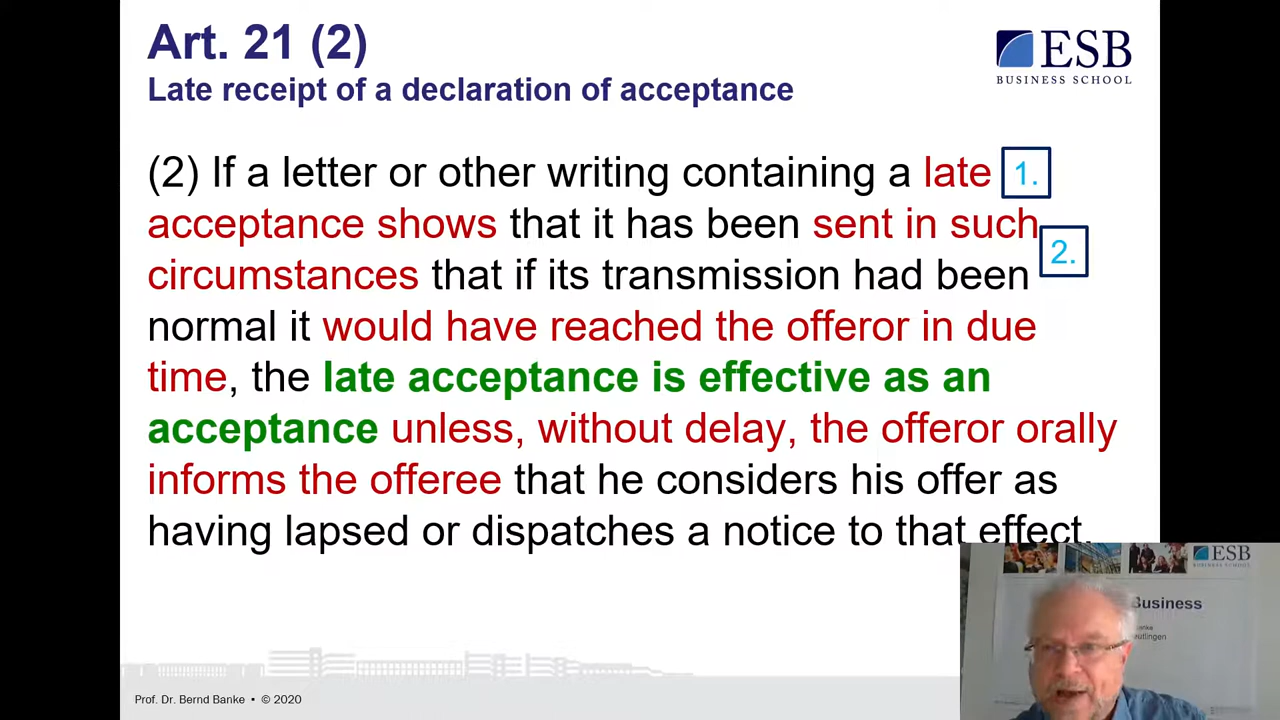 Art. 21 (2)
Late receipt of a declaration of acceptance
ESB
BUSINESS SCHOOL
(2) If a letter or other writing containing a late 1.
acceptance shows that it has been sent in such
2.
circumstances that if its transmission had been
normal it would have reached the offeror in due
time, the late acceptance is effective as an
acceptance unless, without delay, the offeror orally
informs the offeree that he considers his offer as
having lapsed or dispatches a notice to that effect.
ESB
BUSINESS SCHOOL
Business
Prof. Dr. Bernd Banke • © 2020